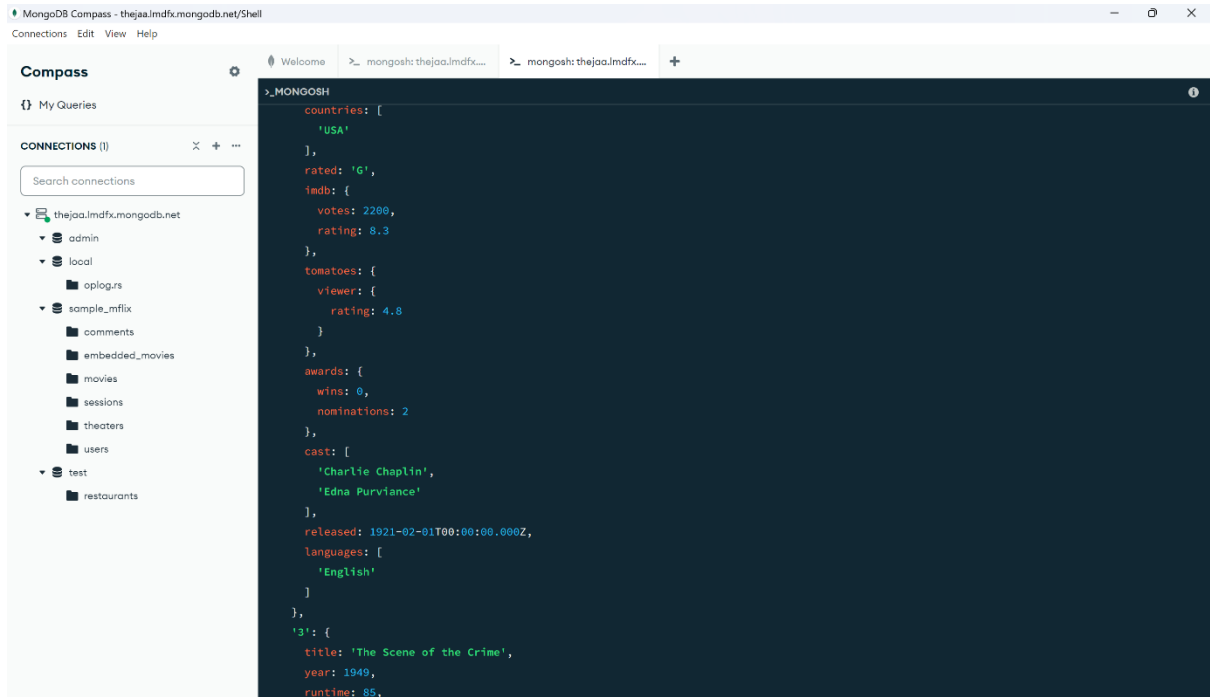 MongoDB Compass - thejaa.lmdfx.mongodb.net/Shell
Connections Edit View Help
Compass
{} My Queries
CONNECTIONS (1)
Search connections
thejaa.lmdfx.mongodb.net
admin
local
oplog.rs
sample_mflix
comments
embedded_movies
movies
sessions
theaters
users
test
restaurants
Welcome >_ mongosh: thejaa.lmdfx.... >_ mongosh: thejaa.lmdfx.... +
>_MONGOSH
countries: [
'USA'
],
rated: 'G',
imdb: {
votes: 2200,
rating: 8.3
},
tomatoes: {
viewer: {
rating: 4.8
}
},
awards: {
wins: 0,
nominations: 2
},
cast: [
'Charlie Chaplin',
'Edna Purviance'
],
released: 1921-02-01T00:00:00.000Z,
languages: [
'English'
]
},
'3': {
title: 'The Scene of the Crime',
year: 1949,
runtime: 85,